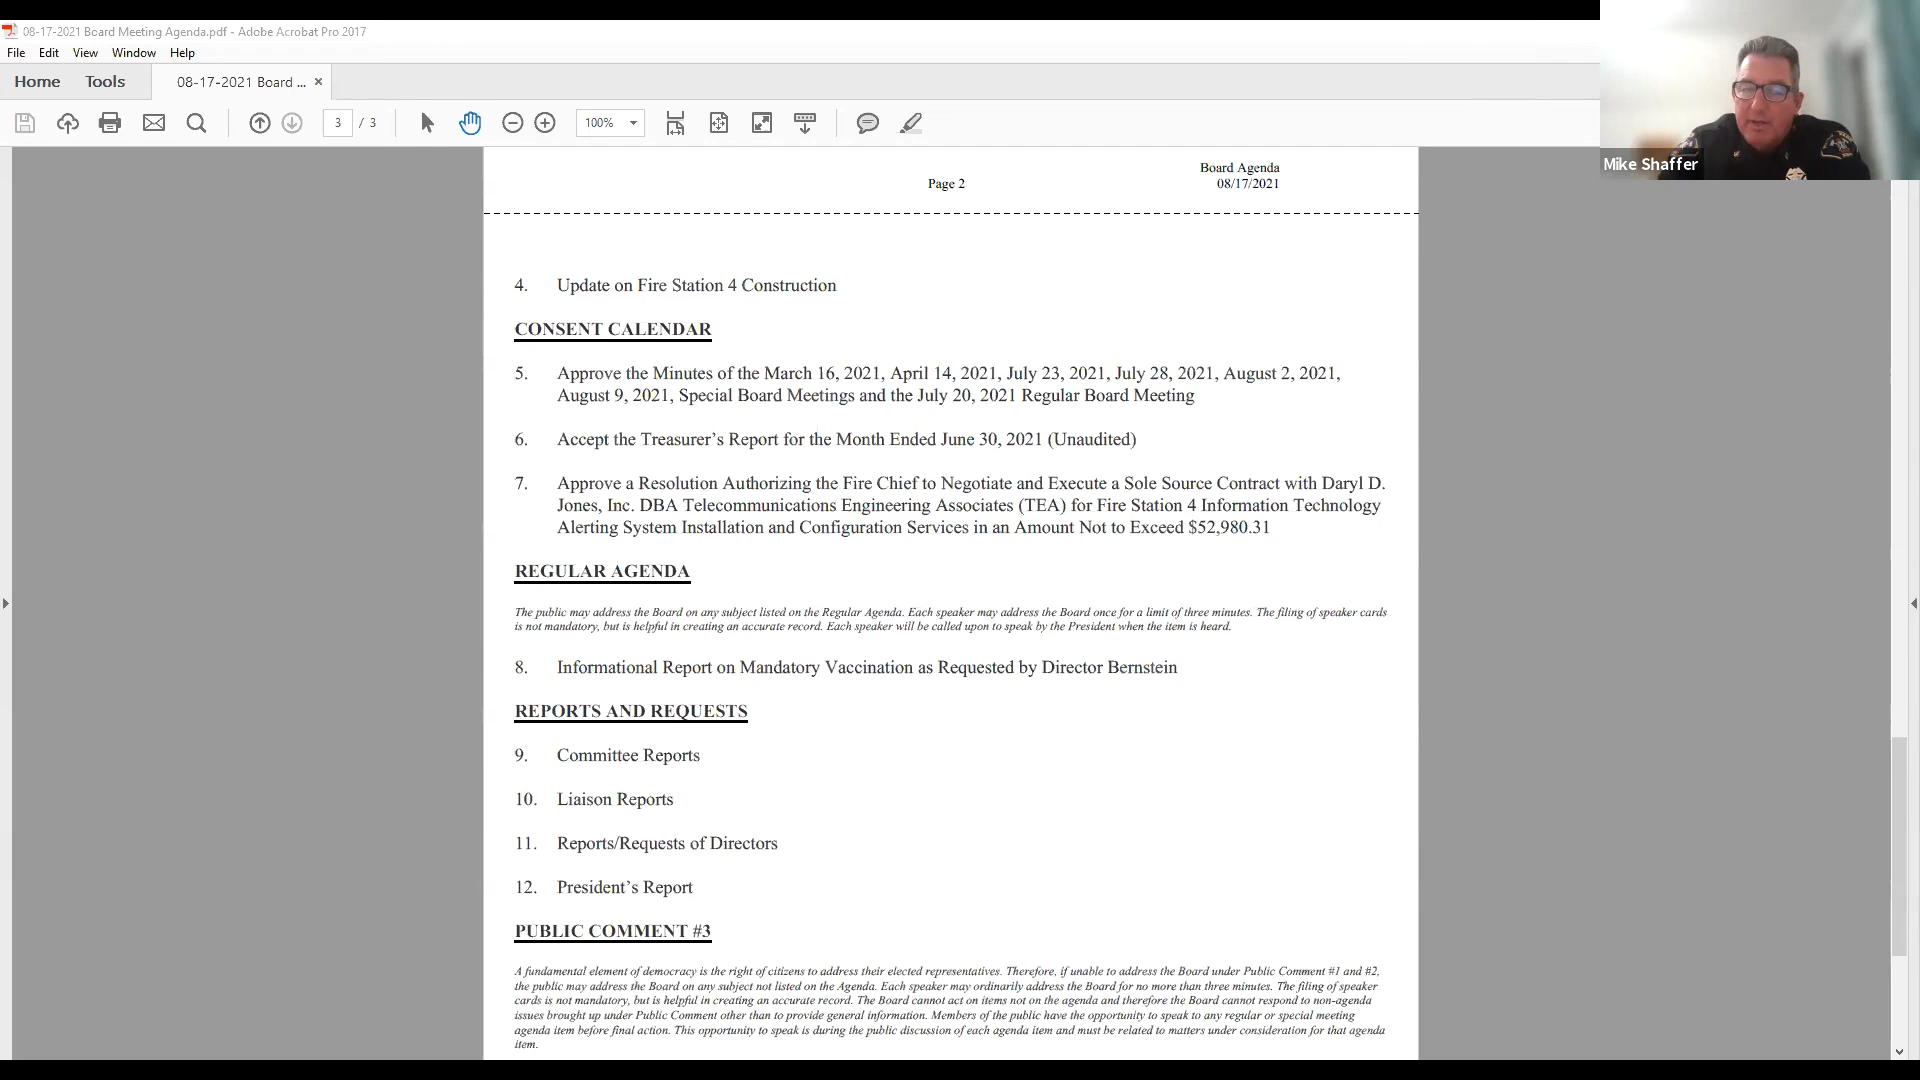 08-17-2021 Board Meeting Agenda.pdf - Adobe Acrobat Pro 2017
File Edit View Window Help
Home Tools 08-17-2021 Board ... ×
3 / 3 100%
Mike Shaffer
Board Agenda
Page 2 08/17/2021
4. Update on Fire Station 4 Construction
CONSENT CALENDAR
5. Approve the Minutes of the March 16, 2021, April 14, 2021, July 23, 2021, July 28, 2021, August 2, 2021,
August 9, 2021, Special Board Meetings and the July 20, 2021 Regular Board Meeting
6. Accept the Treasurer’s Report for the Month Ended June 30, 2021 (Unaudited)
7. Approve a Resolution Authorizing the Fire Chief to Negotiate and Execute a Sole Source Contract with Daryl D.
Jones, Inc. DBA Telecommunications Engineering Associates (TEA) for Fire Station 4 Information Technology
Alerting System Installation and Configuration Services in an Amount Not to Exceed $52,980.31
REGULAR AGENDA
The public may address the Board on any subject listed on the Regular Agenda. Each speaker may address the Board once for a limit of three minutes. The filing of speaker cards
is not mandatory, but is helpful in creating an accurate record. Each speaker will be called upon to speak by the President when the item is heard.
8. Informational Report on Mandatory Vaccination as Requested by Director Bernstein
REPORTS AND REQUESTS
9. Committee Reports
10. Liaison Reports
11. Reports/Requests of Directors
12. President’s Report
PUBLIC COMMENT #3
A fundamental element of democracy is the right of citizens to address their elected representatives. Therefore, if unable to address the Board under Public Comment #1 and #2,
the public may address the Board on any subject not listed on the Agenda. Each speaker may ordinarily address the Board for no more than three minutes. The filing of speaker
cards is not mandatory, but is helpful in creating an accurate record. The Board cannot act on items not on the agenda and therefore the Board cannot respond to non-agenda
issues brought up under Public Comment other than to provide general information. Members of the public have the opportunity to speak to any regular or special meeting
agenda item before final action. This opportunity to speak is during the public discussion of each agenda item and must be related to matters under consideration for that agenda
item.